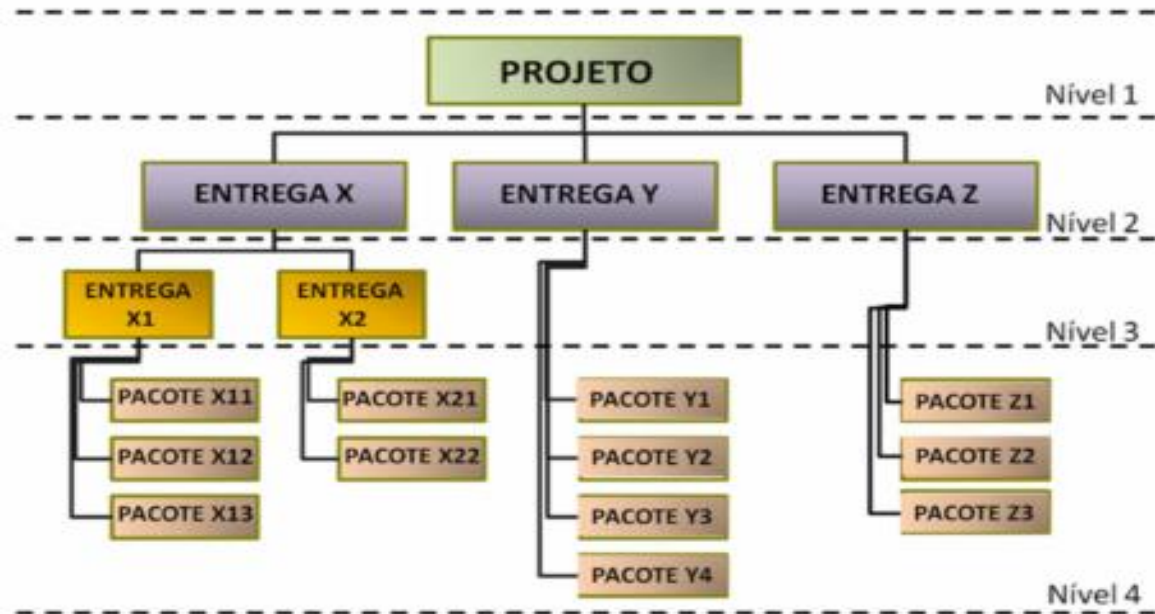 PROJETO
Nível 1
ENTREGA X
ENTREGA Y
ENTREGA Z
Nível 2
ENTREGA
X1
ENTREGA
X2
Nível 3
PACOTE X11
PACOTE X21
PACOTE Y1
PACOTE Z1
PACOTE X12
PACOTE X22
PACOTE Y2
PACOTE Z2
PACOTE X13
PACOTE Y3
PACOTE Z3
PACOTE Y4
Nível 4